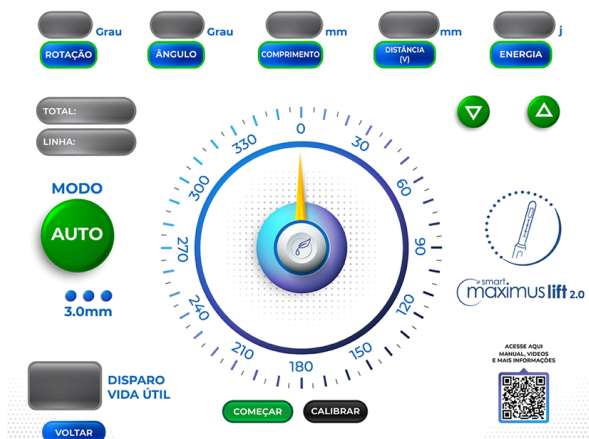 Grau
Grau
mm
mm
j
ROTAÇÃO
ÂNGULO
COMPRIMENTO
DISTÂNCIA
(V)
ENERGIA
TOTAL:
LINHA:
MODO
AUTO
3.0mm
0
30
60
90
120
150
180
210
240
270
300
330
smart
maximus lift 2.0
ACESSE AQUI
MANUAL, VIDEOS
E MAIS INFORMAÇÕES
DISPARO
VIDA ÚTIL
VOLTAR
COMEÇAR
CALIBRAR